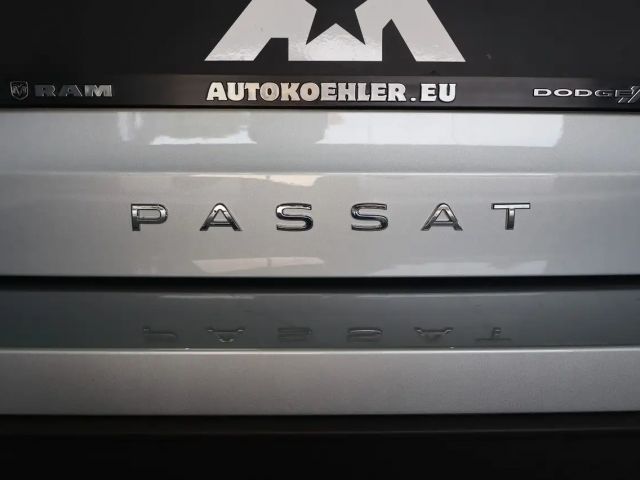 RAM AUTOKOEHLER.EU DODGE
PASSAT